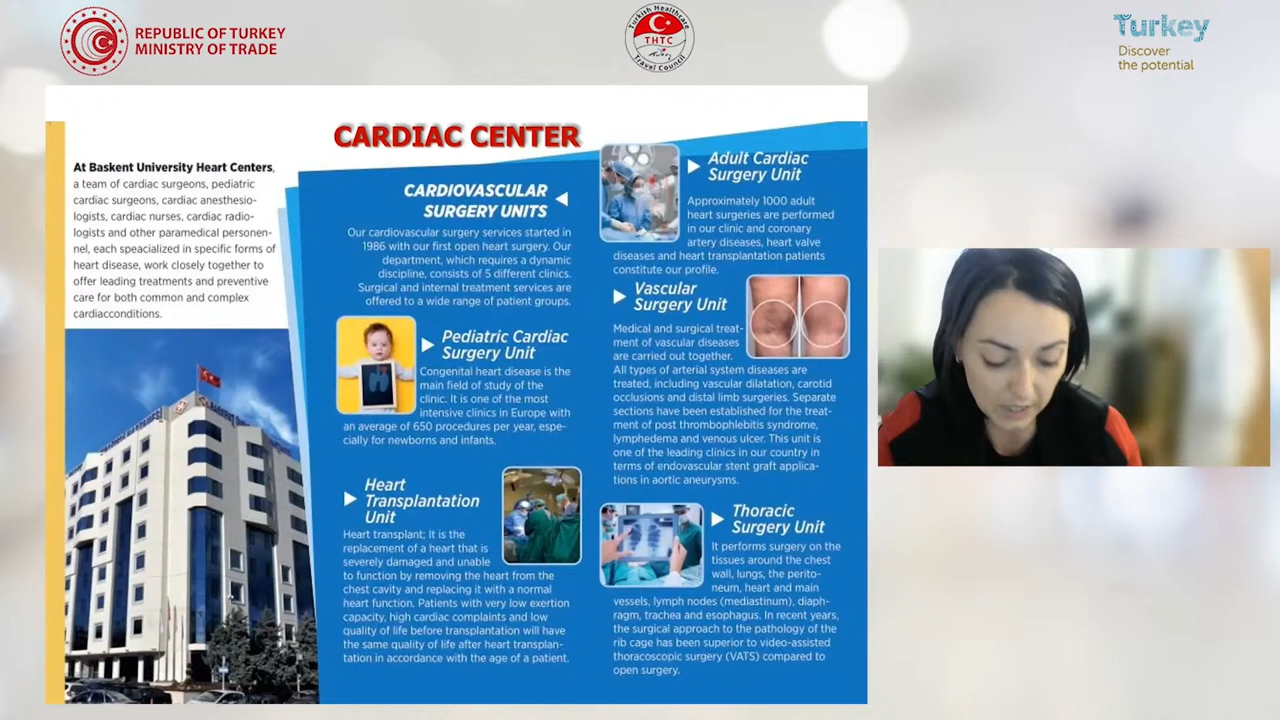 REPUBLIC OF TURKEY
MINISTRY OF TRADE
Turkish Healthcare
THTC
Travel Council
Turkey
Discover
the potential
CARDIAC CENTER
At Baskent University Heart Centers,
a team of cardiac surgeons, pediatric
cardiac surgeons, cardiac anesthesio-
logists, cardiac nurses, cardiac radio-
logists and other paramedical personen-
nel, each speacialized in specific forms of
heart disease, work closely together to
offer leading treatments and preventive
care for both common and complex
cardiacconditions.
CARDIOVASCULAR
SURGERY UNITS
Our cardiovascular surgery services started in
1986 with our first open heart surgery. Our
department, which requires a dynamic
discipline, consists of 5 different clinics.
Surgical and internal treatment services are
offered to a wide range of patient groups.
Pediatric Cardiac
Surgery Unit
Congenital heart disease is the
main field of study of the
clinic. It is one of the most
intensive clinics in Europe with
an average of 650 procedures per year, espe-
cially for newborns and infants.
Heart
Transplantation
Unit
Heart transplant; It is the
replacement of a heart that is
severely damaged and unable
to function by removing the heart from the
chest cavity and replacing it with a normal
heart function. Patients with very low exertion
capacity, high cardiac complaints and low
quality of life before transplantation will have
the same quality of life after heart transplan-
tation in accordance with the age of a patient.
Adult Cardiac
Surgery Unit
Approximately 1000 adult
heart surgeries are performed
in our clinic and coronary
artery diseases, heart valve
diseases and heart transplantation patients
constitute our profile.
Vascular
Surgery Unit
Medical and surgical treat-
ment of vascular diseases
are carried out together.
All types of arterial system diseases are
treated, including vascular dilatation, carotid
occlusions and distal limb surgeries. Separate
sections have been established for the treat-
ment of post thrombophlebitis syndrome,
lymphedema and venous ulcer. This unit is
one of the leading clinics in our country in
terms of endovascular stent graft applica-
tions in aortic aneurysms.
Thoracic
Surgery Unit
It performs surgery on the
tissues around the chest
wall, lungs, the perito-
neum, heart and main
vessels, lymph nodes (mediastinum), diaph-
ragm, trachea and esophagus. In recent years,
the surgical approach to the pathology of the
rib cage has been superior to video-assisted
thoracoscopic surgery (VATS) compared to
open surgery.